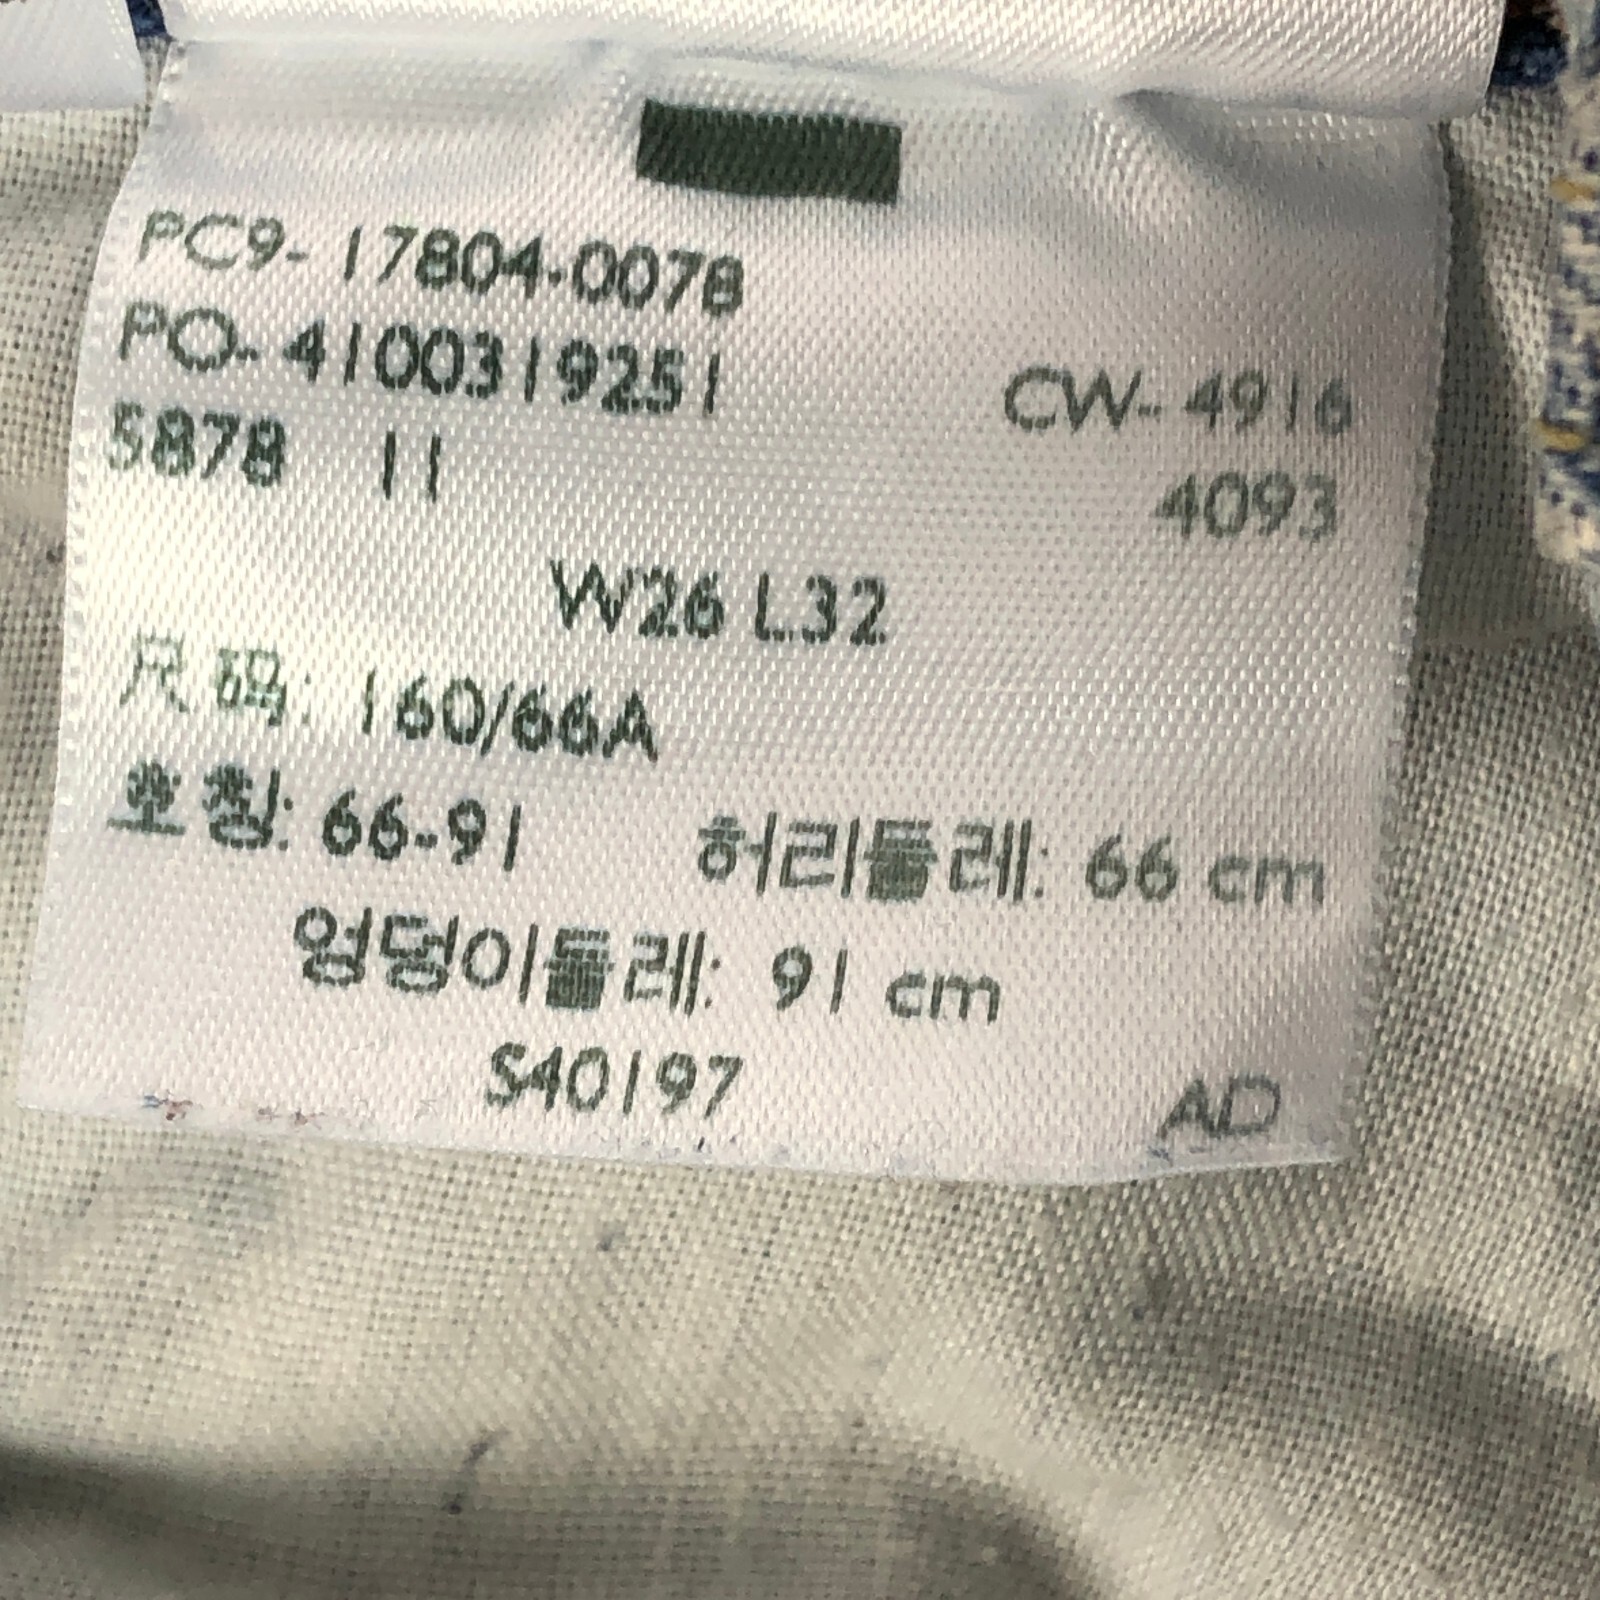 PC9-17804-0078
PO-4100319251 CW-4916
5878 11 4093
W26 L32
尺码: 160/66A
호칭: 66-91 허리둘레: 66 cm
엉덩이둘레: 91 cm
S40197 AD